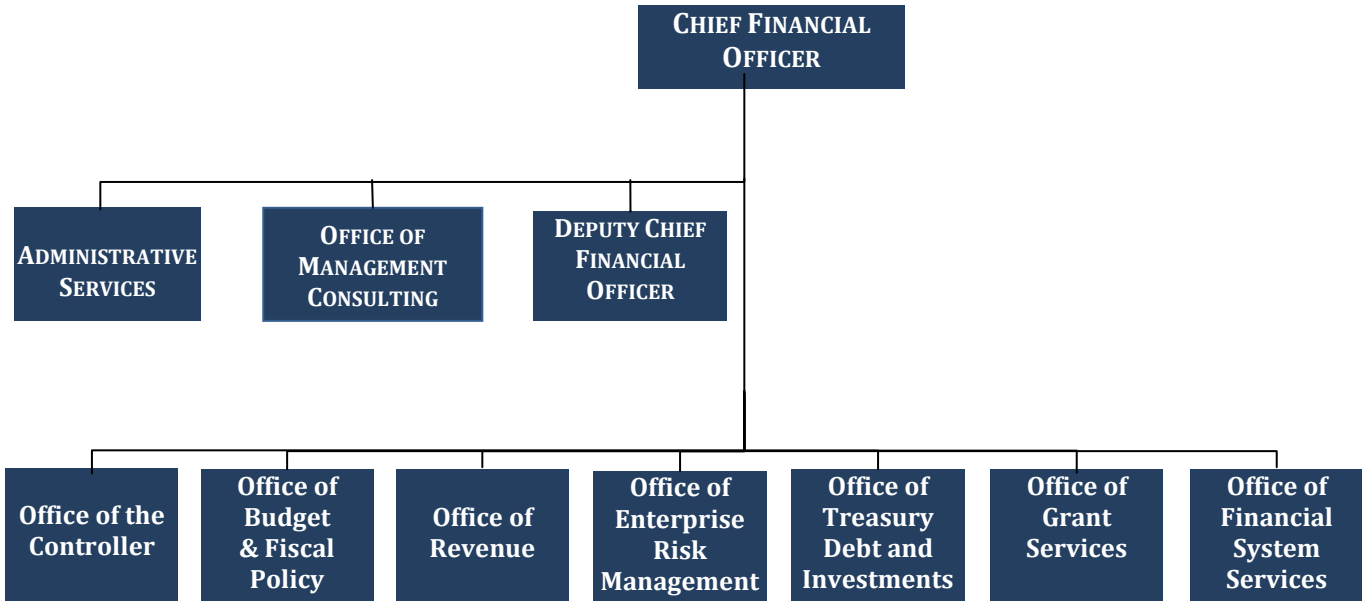 CHIEF FINANCIAL
OFFICER
ADMINISTRATIVE
SERVICES
OFFICE OF
MANAGEMENT
CONSULTING
DEPUTY CHIEF
FINANCIAL
OFFICER
Office of the
Controller
Office of
Budget
& Fiscal
Policy
Office of
Revenue
Office of
Enterprise
Risk
Management
Office of
Treasury
Debt and
Investments
Office of
Grant
Services
Office of
Financial
System
Services